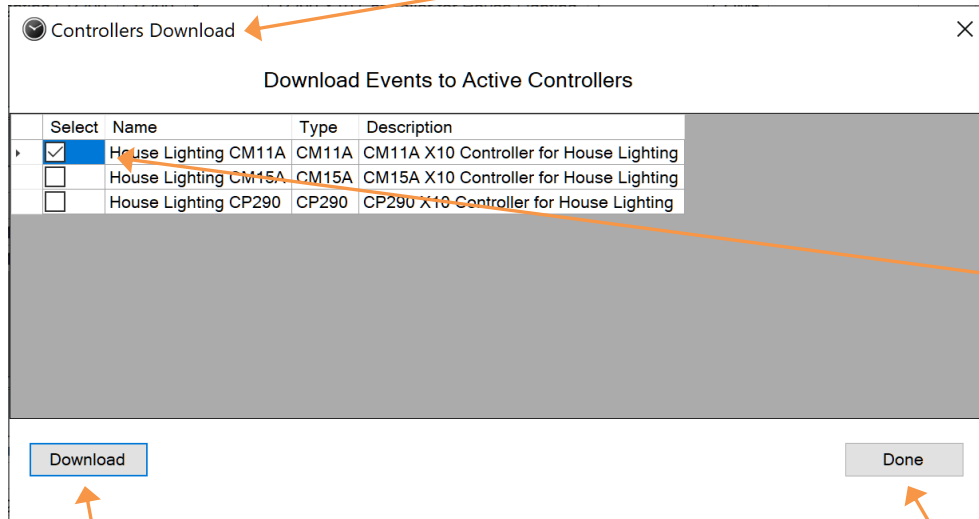 Controllers Download
Download Events to Active Controllers
Select Name Type Description
House Lighting CM11A CM11A CM11A X10 Controller for House Lighting
House Lighting CM15A CM15A CM15A X10 Controller for House Lighting
House Lighting CP290 CP290 CP290 X10 Controller for House Lighting
Download Done